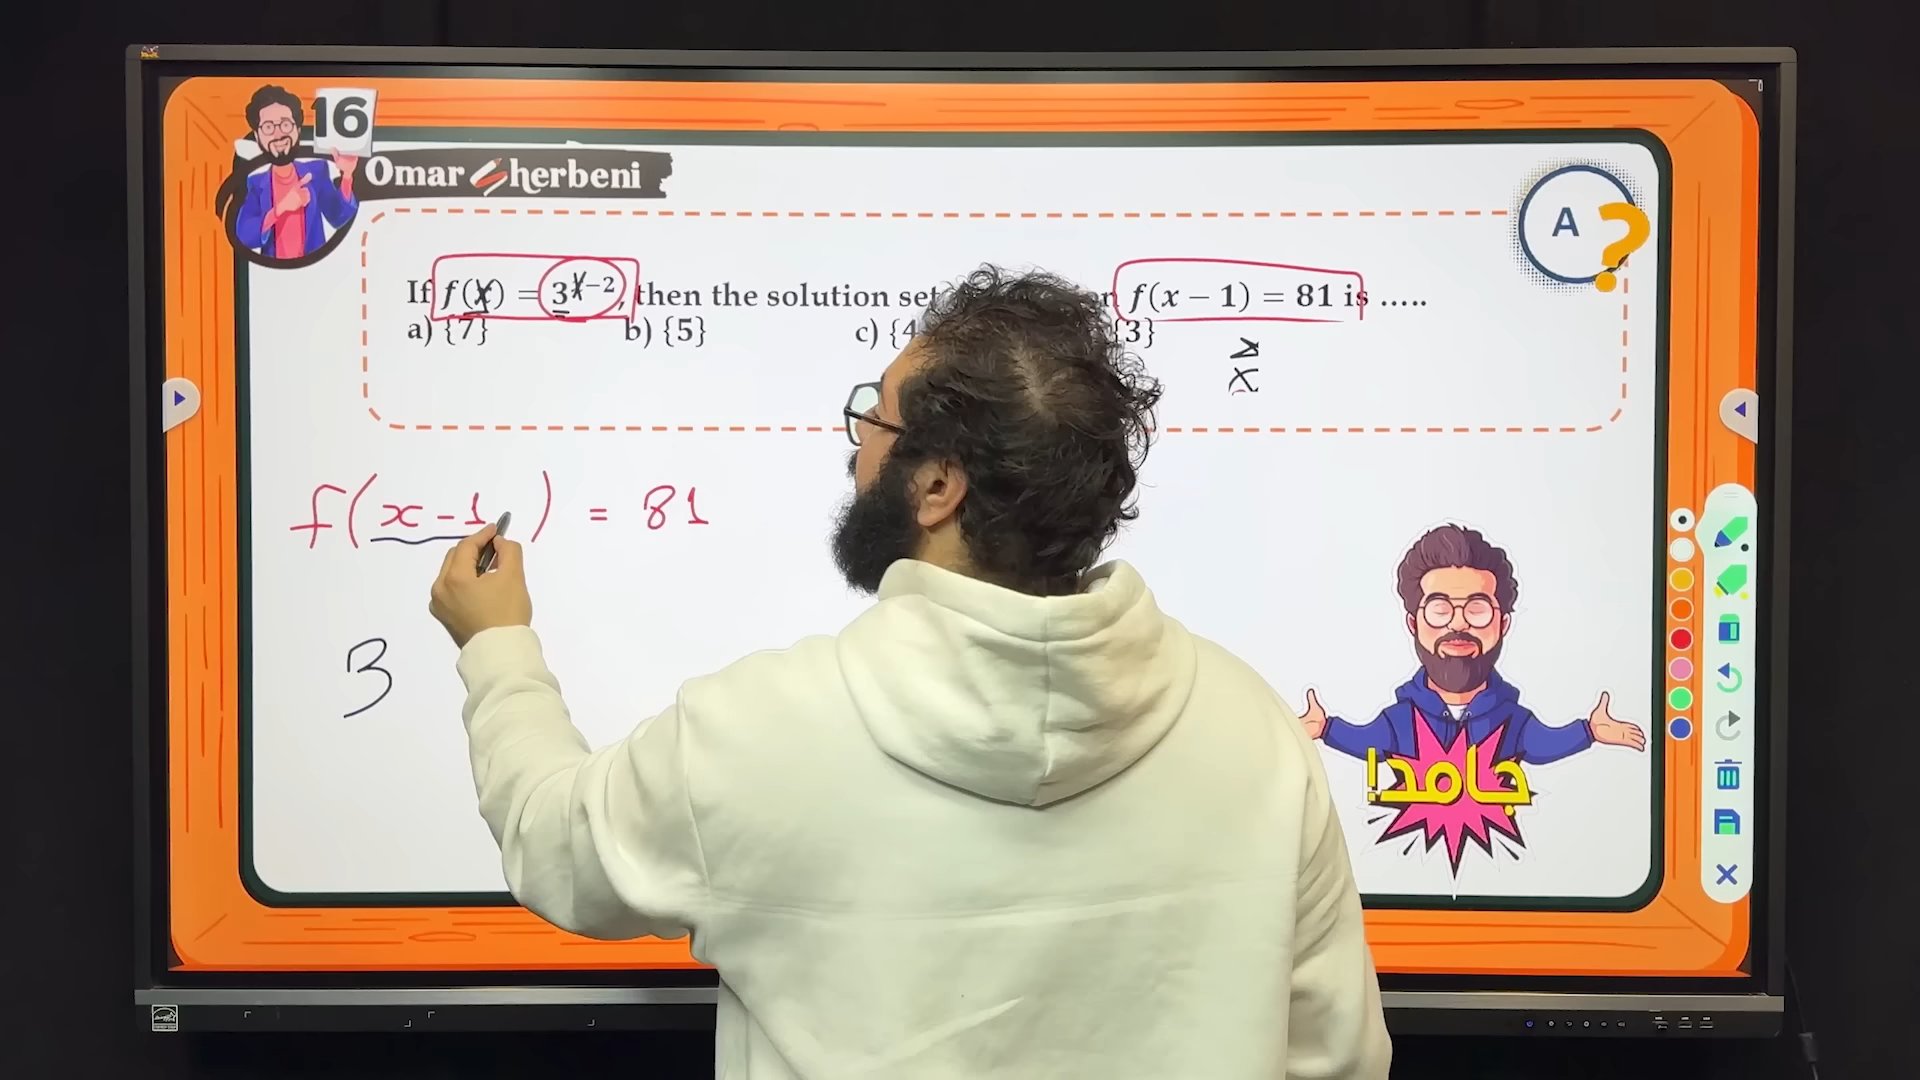 16
Omar Sherbeni
A ?
If f(x) = 3^x−2, then the solution set n f(x − 1) = 81 is .....
a) {7} b) {5} c) {4 {3}
f(x-1) = 81
3
جامد!